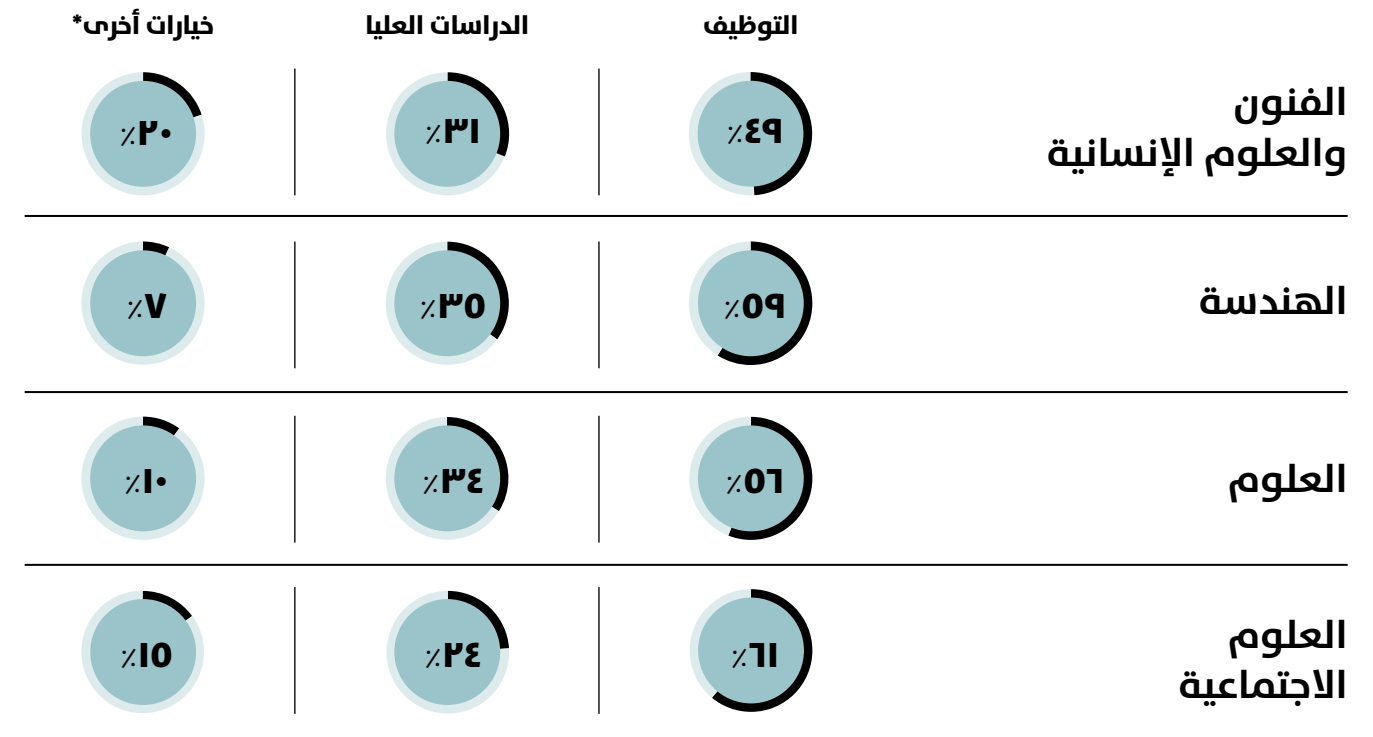 التوظيف الدراسات العليا خيارات أخرى*
الفنون
والعلوم الإنسانية
٤٩٪ ٣١٪ ٢٠٪
الهندسة
٥٩٪ ٣٥٪ ٧٪
العلوم
٥٦٪ ٣٤٪ ١٠٪
العلوم
الاجتماعية
٦١٪ ٢٤٪ ١٥٪